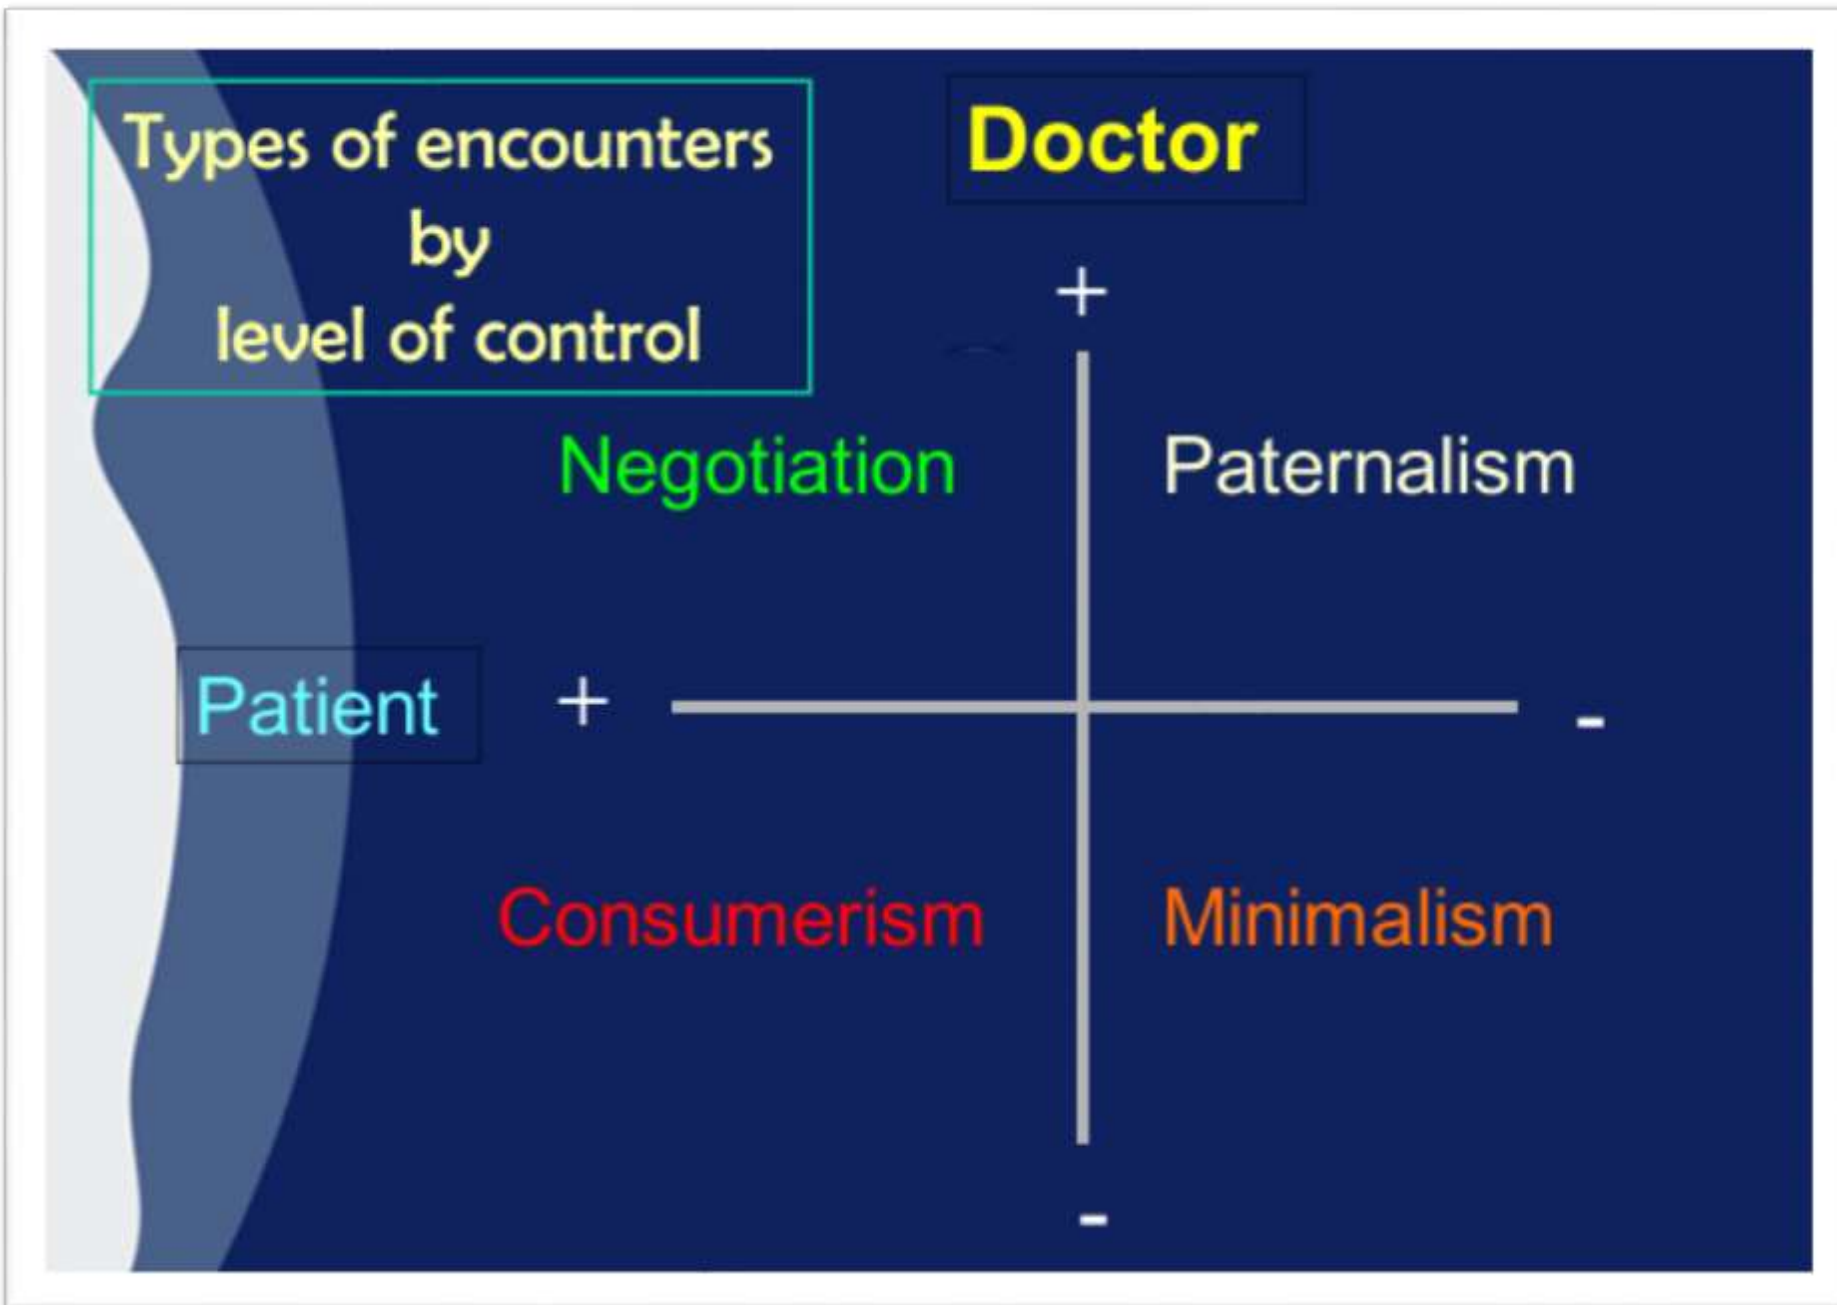 Types of encounters
by
level of control
Doctor
+
Negotiation
Paternalism
Patient
+
-
Consumerism
Minimalism
-